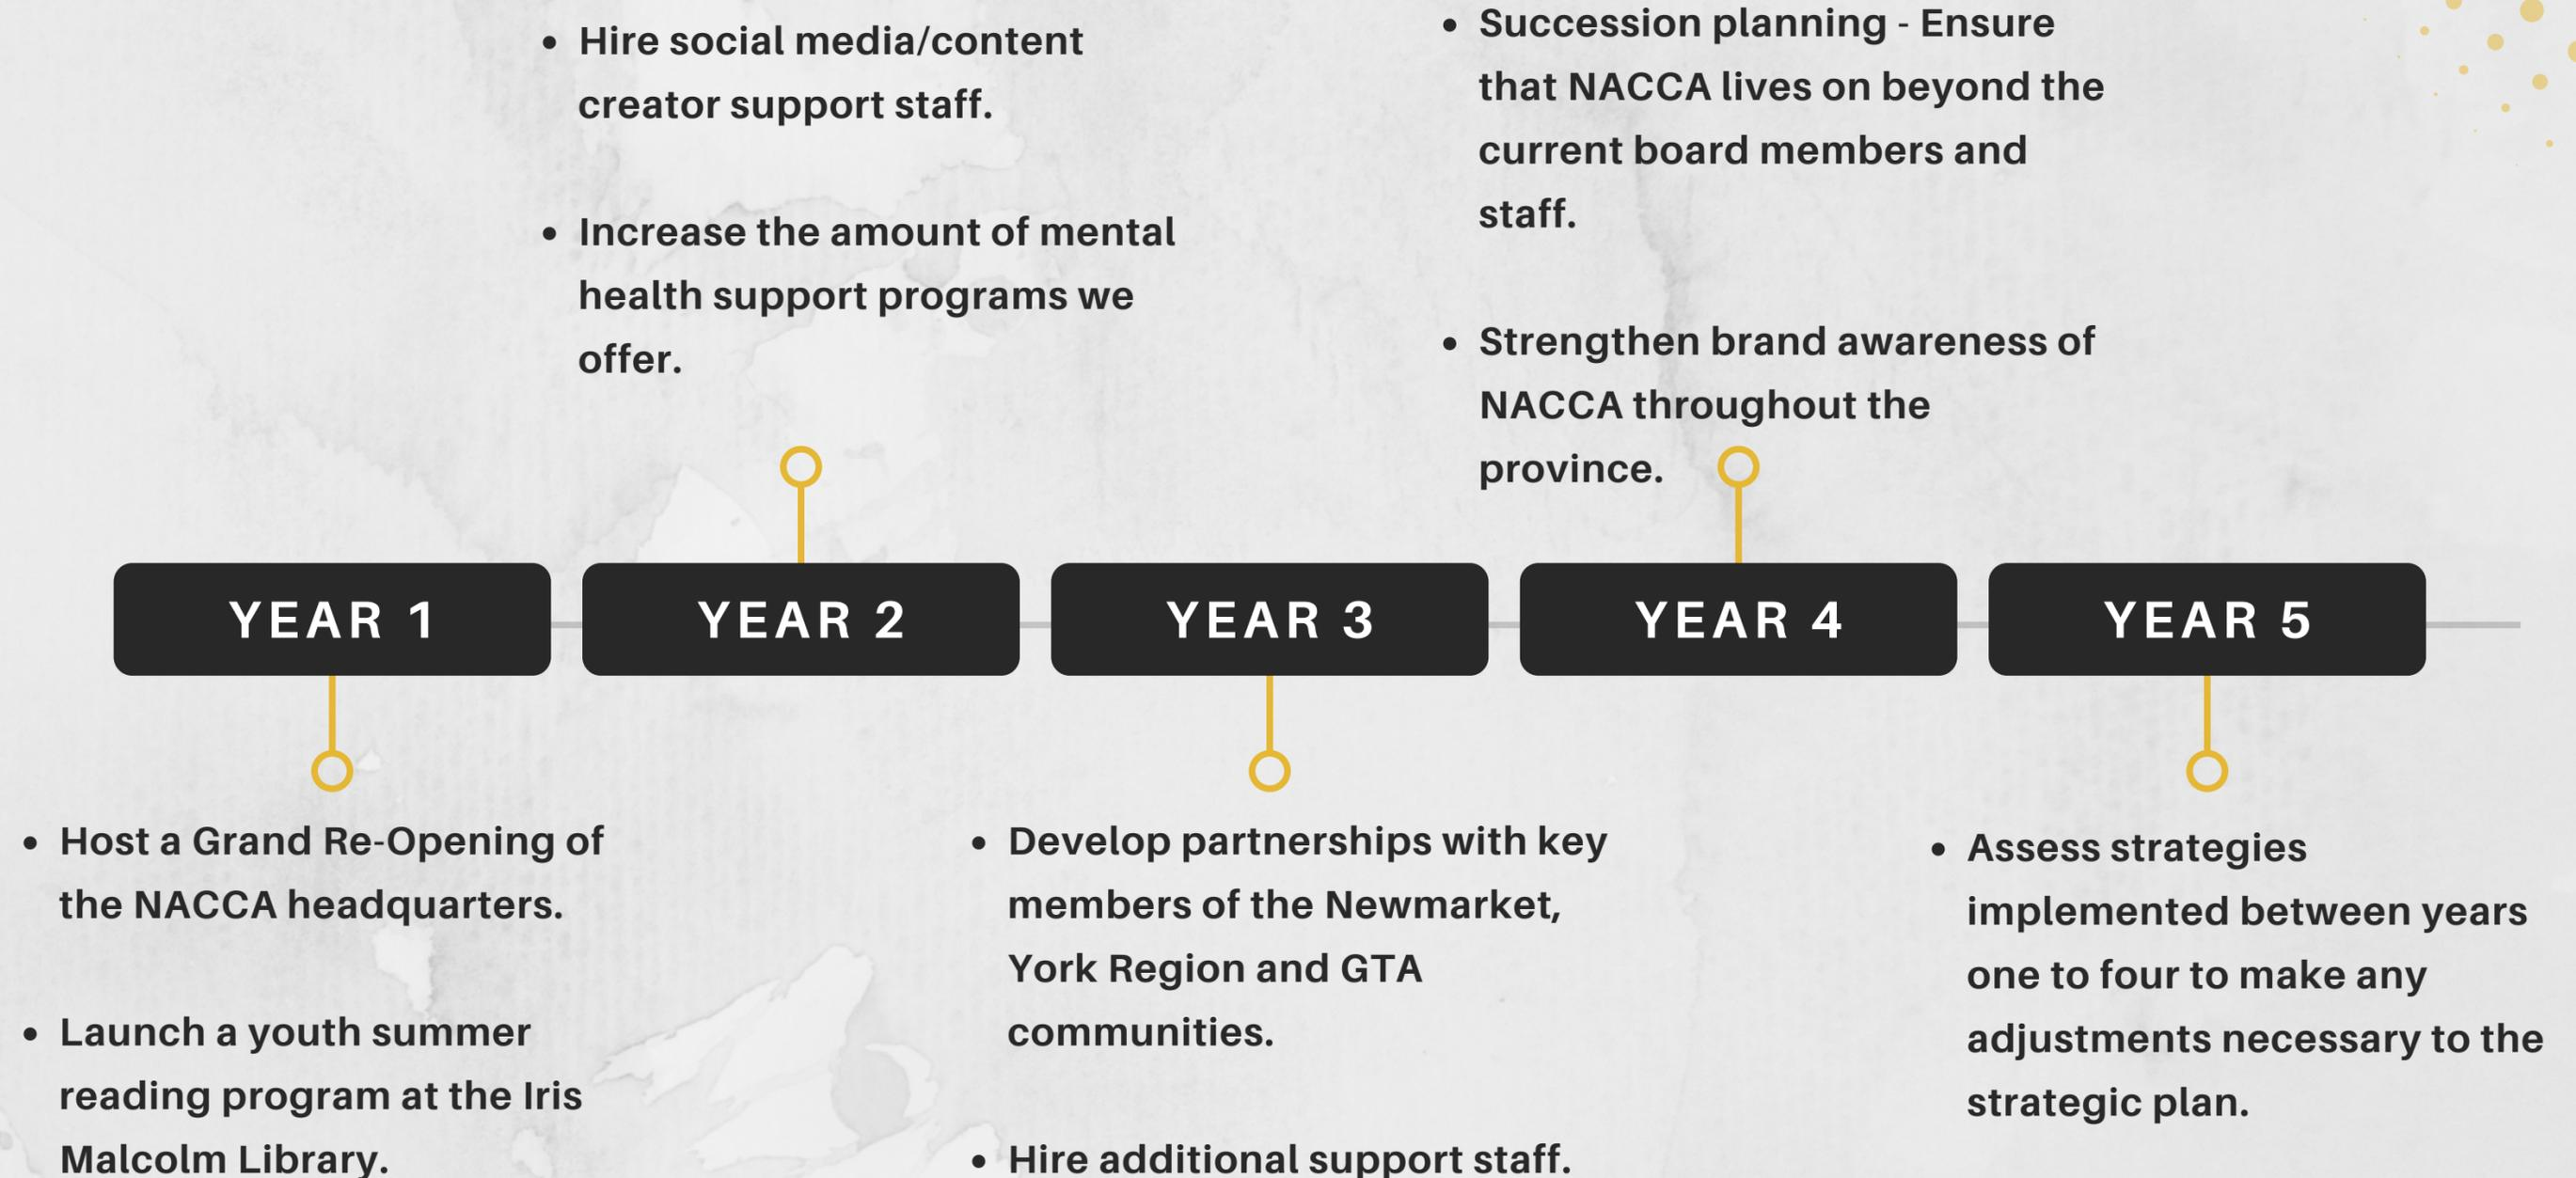 • Hire social media/content
creator support staff.
• Increase the amount of mental
health support programs we
offer.
• Succession planning - Ensure
that NACCA lives on beyond the
current board members and
staff.
• Strengthen brand awareness of
NACCA throughout the
province.
YEAR 1
YEAR 2
YEAR 3
YEAR 4
YEAR 5
• Host a Grand Re-Opening of
the NACCA headquarters.
• Launch a youth summer
reading program at the Iris
Malcolm Library.
• Develop partnerships with key
members of the Newmarket,
York Region and GTA
communities.
• Hire additional support staff.
• Assess strategies
implemented between years
one to four to make any
adjustments necessary to the
strategic plan.